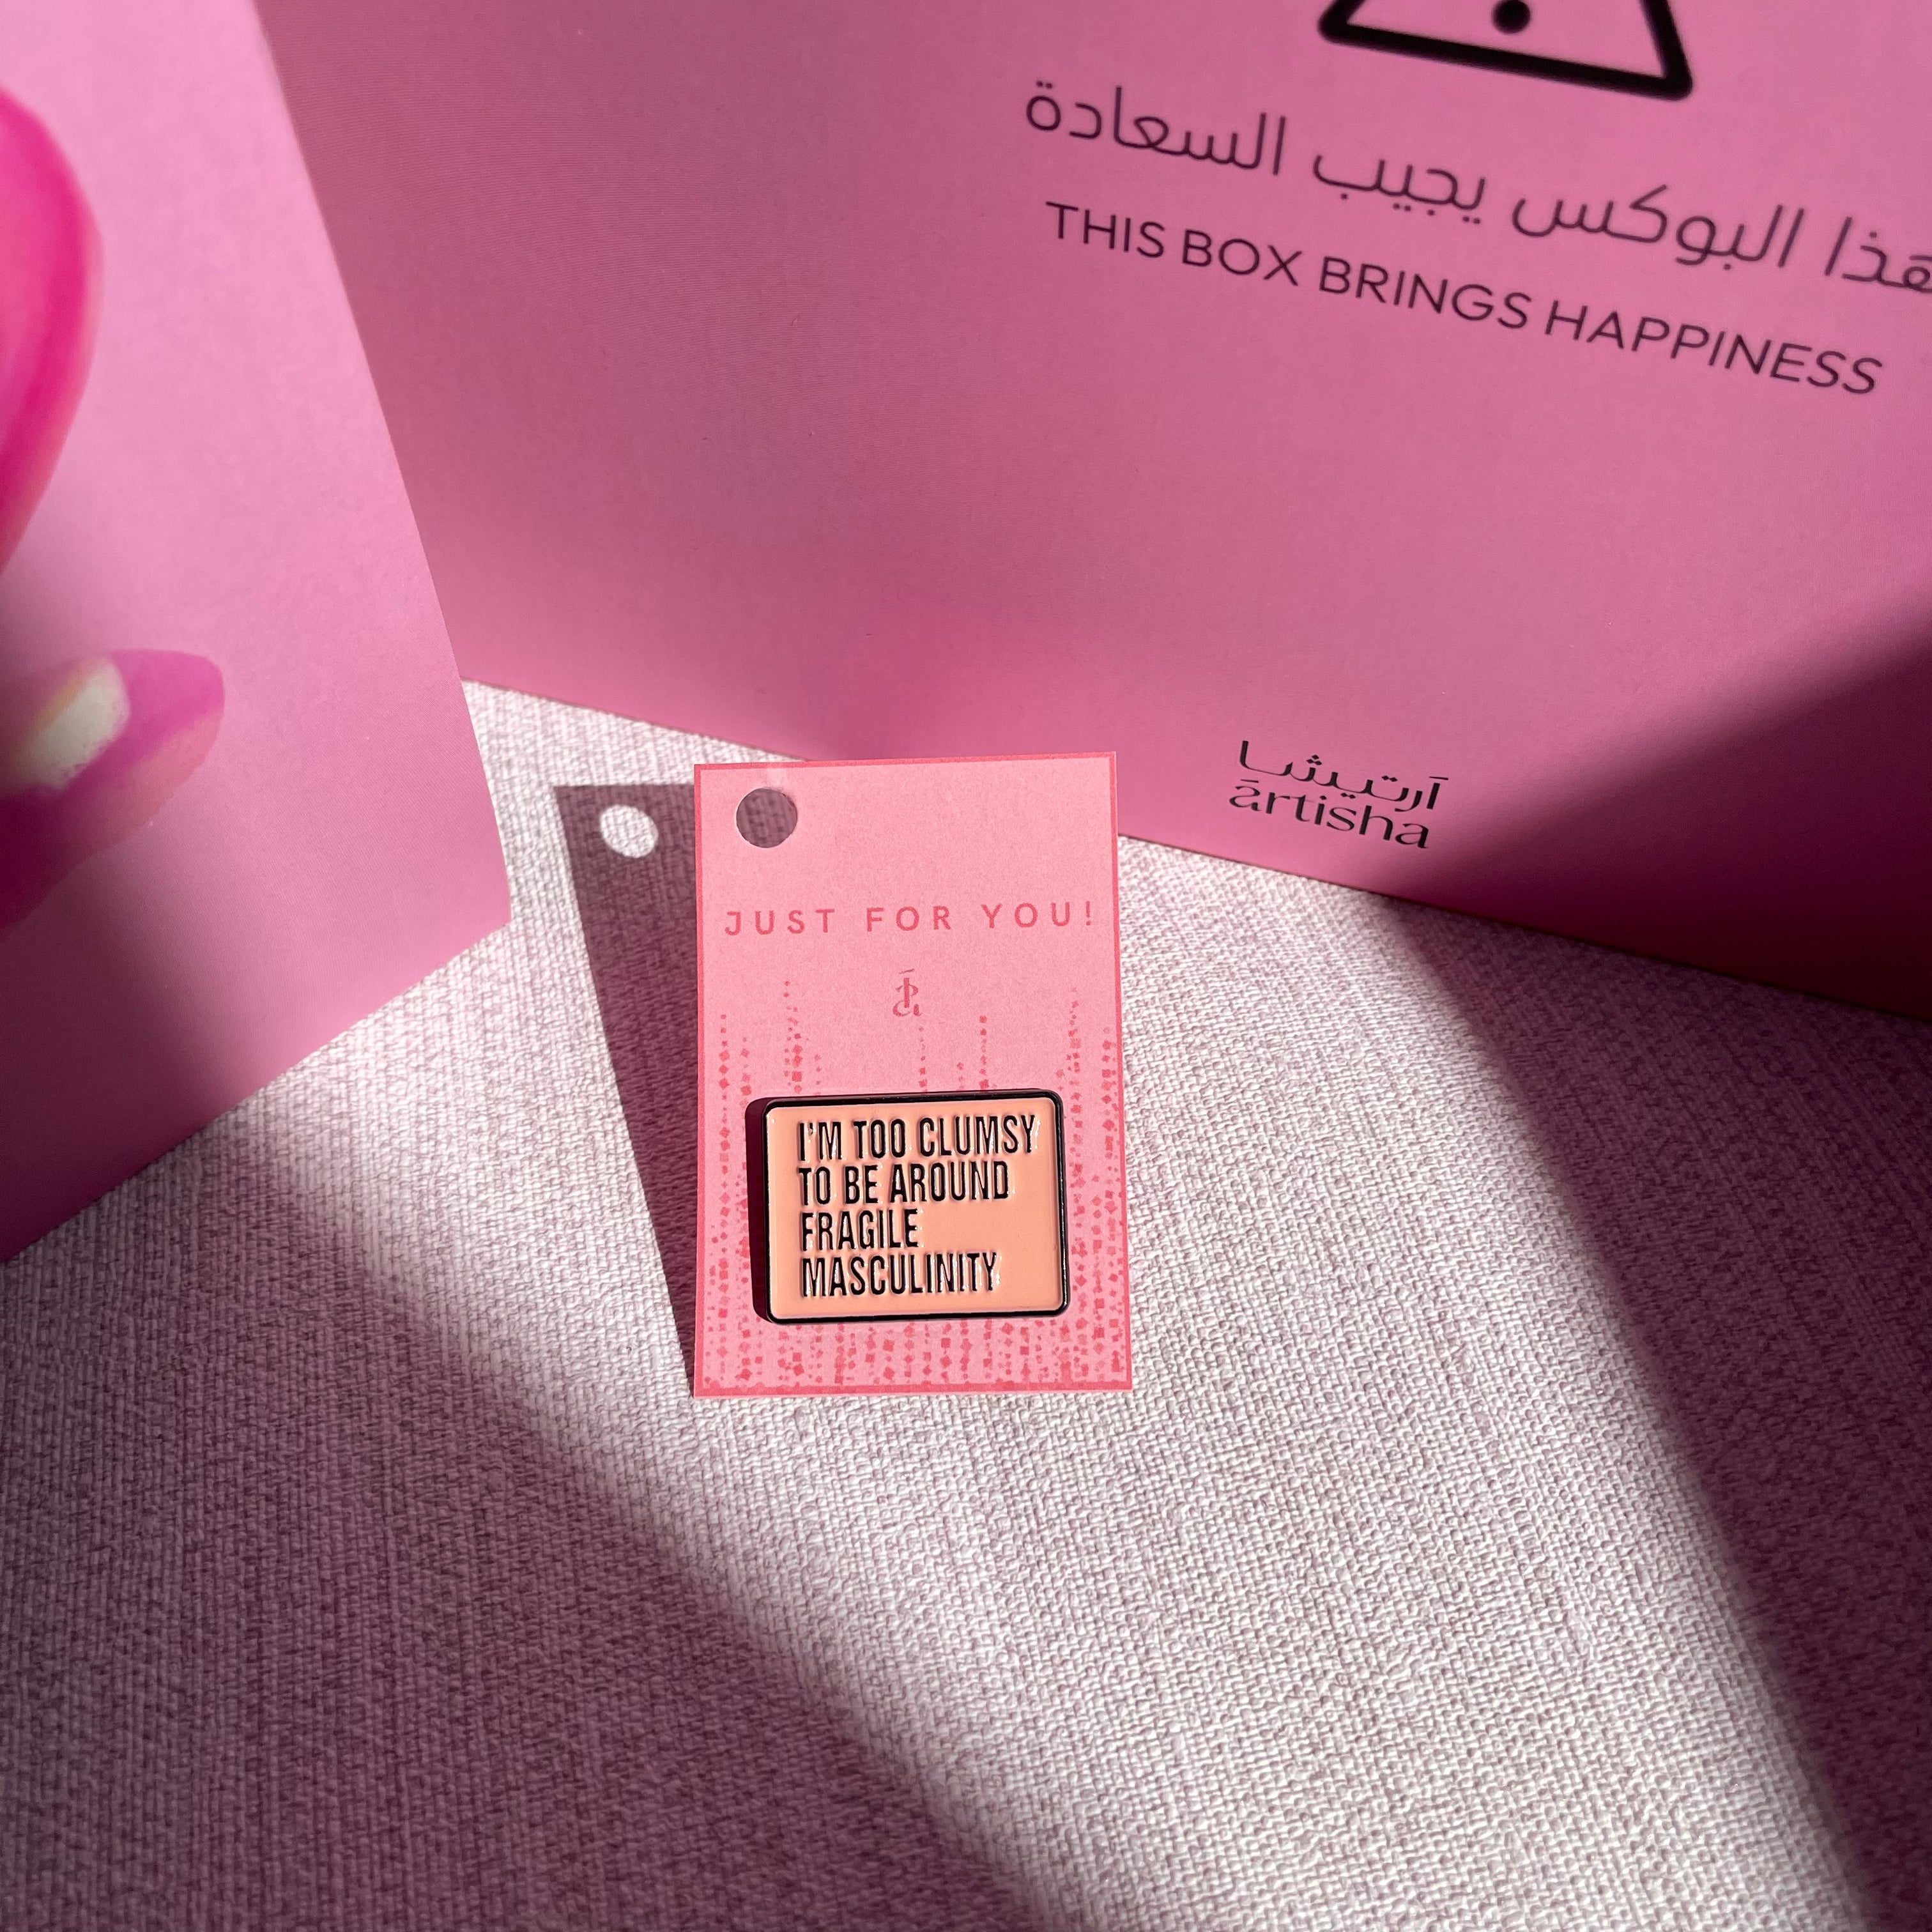 هذا البوكس يجيب السعادة
THIS BOX BRINGS HAPPINESS
آرتيشا
ārtisha
JUST FOR YOU!
I'M TOO CLUMSY
TO BE AROUND
FRAGILE
MASCULINITY